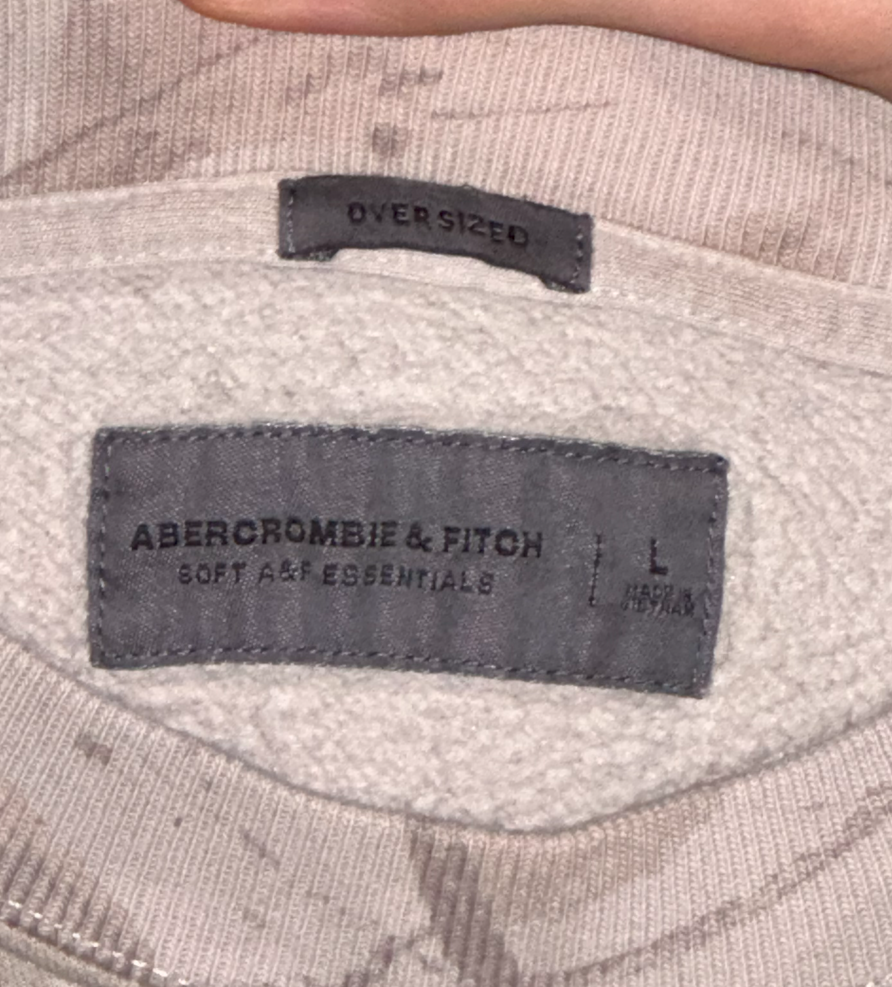 OVERSIZED
ABERCROMBIE & FITCH
SOFT A&F ESSENTIALS
L
MADE IN
VIETNAM